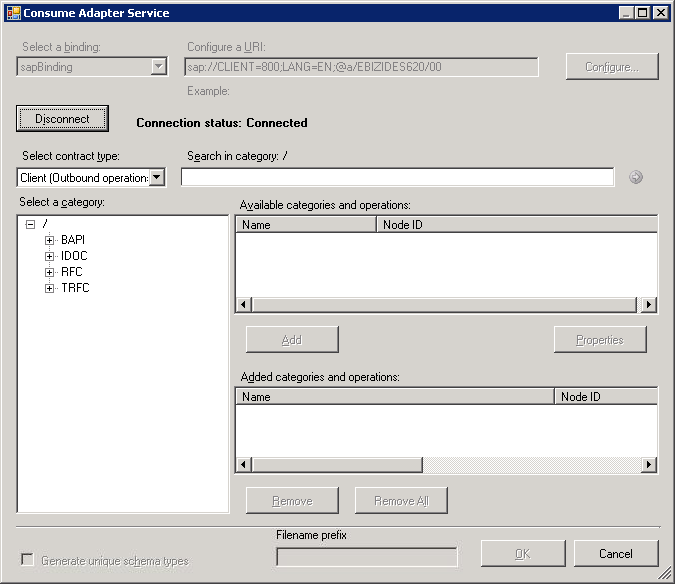 Consume Adapter Service
Select a binding:
Configure a URI:
sapBinding
sap://CLIENT=800;LANG=EN;@a/EBIZIDES620/00
Configure...
Example:
Disconnect
Connection status: Connected
Select contract type:
Search in category: /
Client (Outbound operation:
Select a category:
Available categories and operations:
/
Name
Node ID
BAPI
IDOC
RFC
TRFC
Add
Properties
Added categories and operations:
Name
Node ID
Remove
Remove All
Filename prefix
Generate unique schema types
OK
Cancel